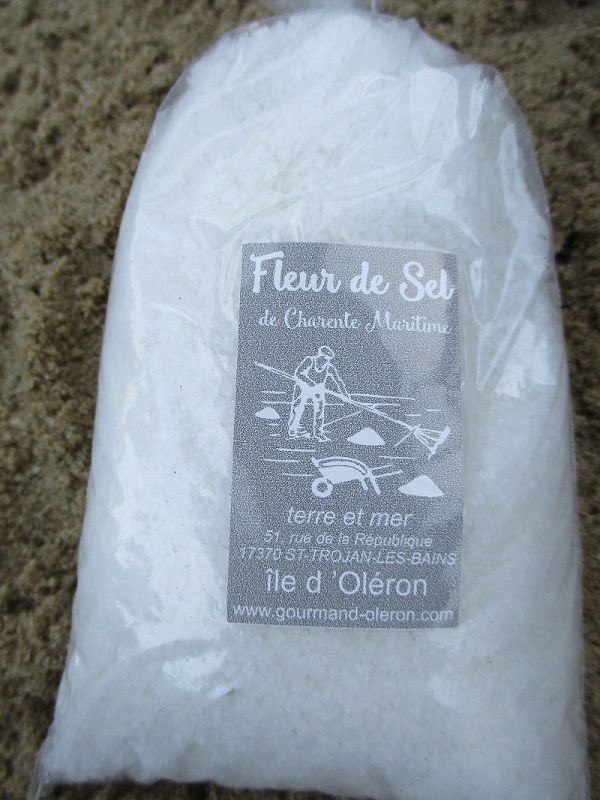 Fleur de Sel
de Charente Maritime
terre et mer
51, rue de la République
17370 ST-TROJAN-LES-BAINS
île d 'Oléron
www.gourmand-oleron.com